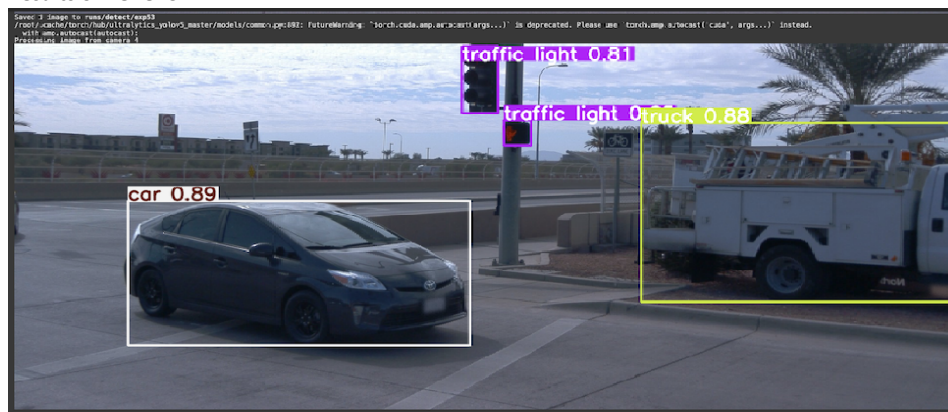 Saved 1 image to runs/detect/exp53
/root/.cache/torch/hub/ultralytics_yolov5_master/models/common.py:892: FutureWarning: `torch.cuda.amp.autocast(args...)` is deprecated. Please use `torch.amp.autocast('cuda', args...)` instead.
with amp.autocast(autocast):
Processing image from camera 4
traffic light 0.81
traffic light
truck 0.88
car 0.89